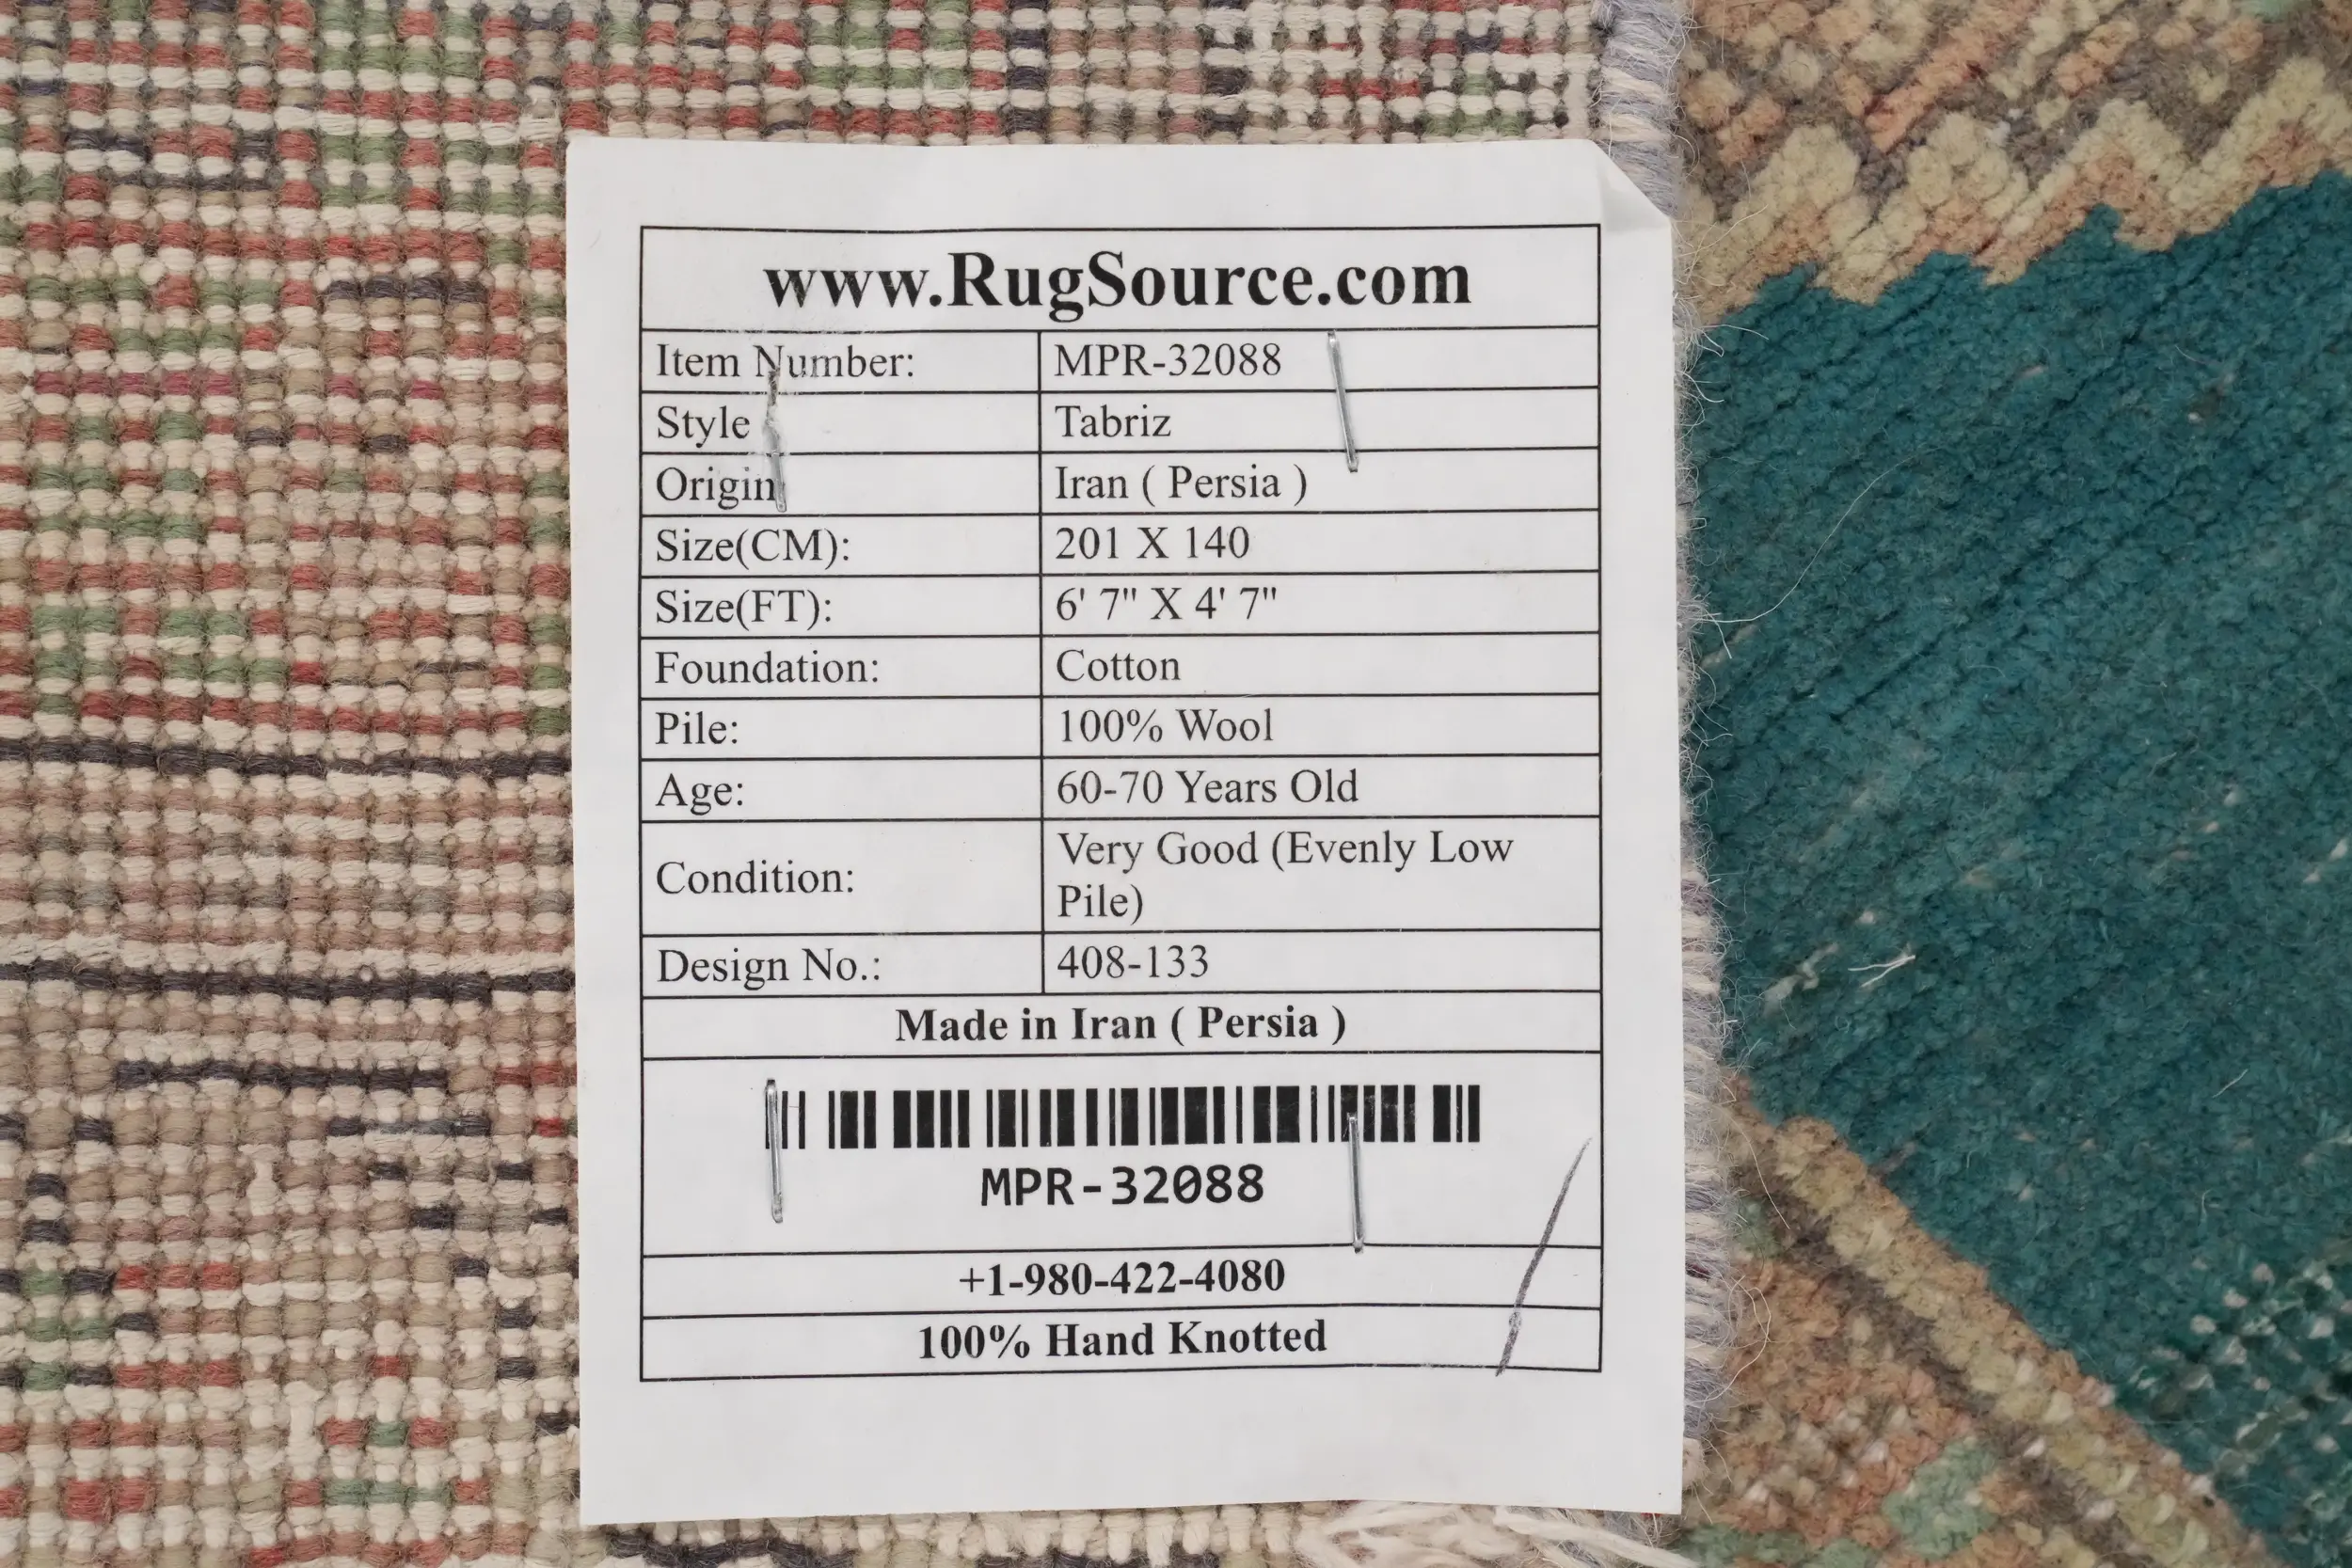 www.RugSource.com
Item Number: MPR-32088
Style Tabriz
Origin Iran ( Persia )
Size(CM): 201 X 140
Size(FT): 6' 7" X 4' 7"
Foundation: Cotton
Pile: 100% Wool
Age: 60-70 Years Old
Condition: Very Good (Evenly Low
Pile)
Design No.: 408-133
Made in Iran ( Persia )
MPR-32088
+1-980-422-4080
100% Hand Knotted